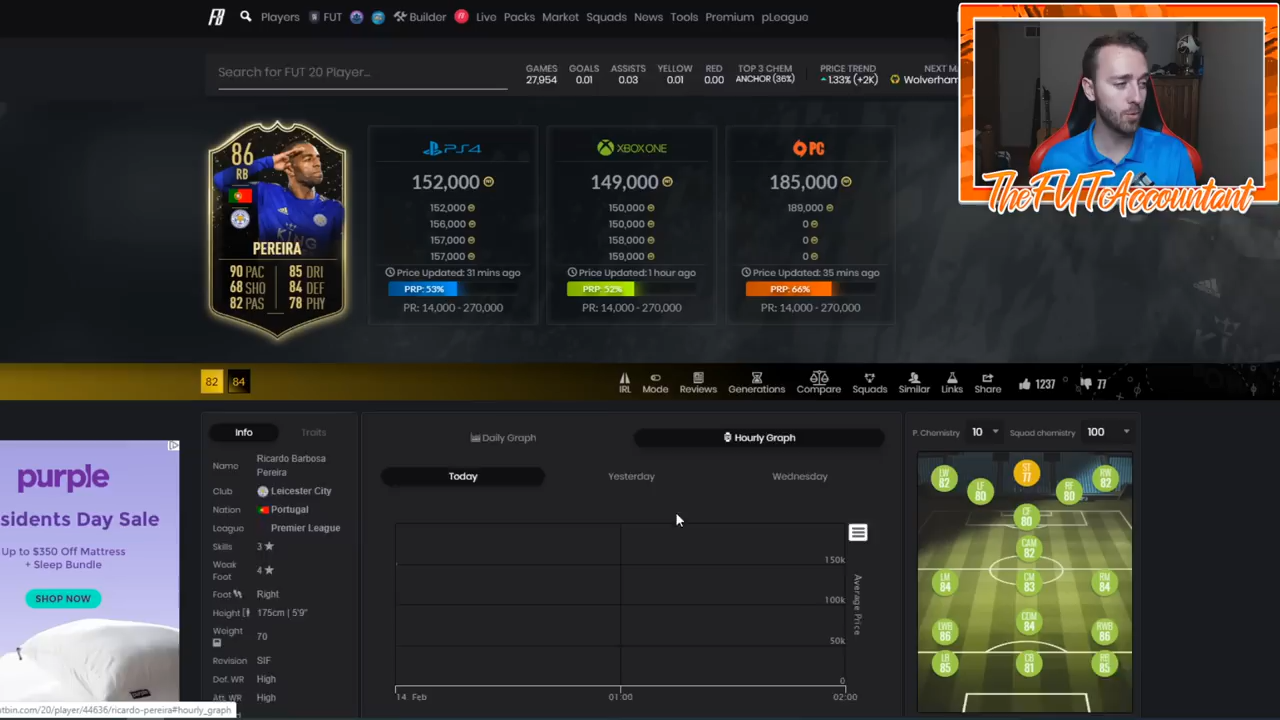 F8 Players FUT Builder Live Packs Market Squads News Tools Premium pLeague
Search for FUT 20 Player...
GAMES GOALS ASSISTS YELLOW RED TOP 3 CHEM PRICE TREND NEXT M
27,954 0.01 0.03 0.01 0.00 ANCHOR (36%) 1.33% (+2K) Wolverham
TheFUTAccountant
86
RB
PEREIRA
90 PAC 85 DRI
68 SHO 84 DEF
82 PAS 78 PHY
KING
PS4
152,000
152,000
156,000
157,000
157,000
Price Updated: 31 mins ago
PRP: 53%
PR: 14,000 - 270,000
XBOX ONE
149,000
150,000
150,000
158,000
159,000
Price Updated: 1 hour ago
PRP: 52%
PR: 14,000 - 270,000
PC
185,000
189,000
0
0
0
Price Updated: 35 mins ago
PRP: 66%
PR: 14,000 - 270,000
82 84
IRL Mode Reviews Generations Compare Squads Similar Links Share 1237 77
purple
esidents Day Sale
Up to $350 Off Mattress
+ Sleep Bundle
SHOP NOW
Info Traits
Name Ricardo Barbosa
Pereira
Club Leicester City
Nation Portugal
League Premier League
Skills 3
Weak
Foot 4
Foot Right
Height 175cm | 5'9"
Weight 70
Revision SIF
Def. WR High
Att. WR High
Daily Graph Hourly Graph
Today Yesterday Wednesday
150k
100k
50k
0
Average Price
14 Feb 01:00 02:00
P. Chemistry 10 Squad chemistry 100
LW
82
ST
77
RW
82
LF
80
RF
80
CF
80
CAM
82
LM
84
CM
83
RM
84
CDM
84
LWB
86
RWB
86
LB
85
CB
81
RB
85
utbin.com/20/player/44636/ricardo-pereira#hourly_graph